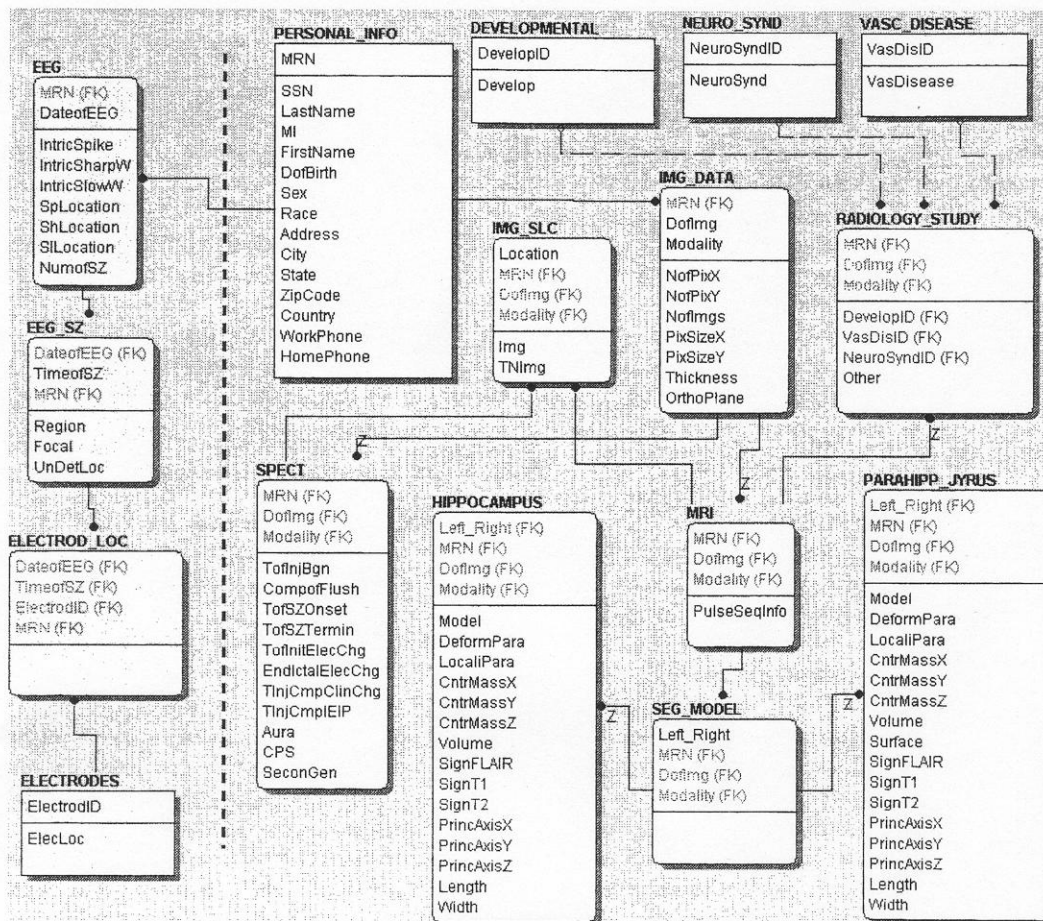 EEG
MRN (FK)
DateofEEG
IntricSpike
IntricSharpW
IntricSlowW
SpLocation
ShLocation
SlLocation
NumofSZ
EEG_SZ
DateofEEG (FK)
TimeofSZ
MRN (FK)
Region
Focal
UnDetLoc
ELECTROD_LOC
DateofEEG (FK)
TimeofSZ (FK)
ElectrodID (FK)
MRN (FK)
ELECTRODES
ElectrodID
ElecLoc
PERSONAL_INFO
MRN
SSN
LastName
MI
FirstName
DofBirth
Sex
Race
Address
City
State
ZipCode
Country
WorkPhone
HomePhone
DEVELOPMENTAL
DevelopID
Develop
NEURO_SYND
NeuroSyndID
NeuroSynd
VASC_DISEASE
VasDisID
VasDisease
IMG_SLC
Location
MRN (FK)
DofImg (FK)
Modality (FK)
Img
TNImg
IMG_DATA
MRN (FK)
DofImg
Modality
NofPixX
NofPixY
NofImgs
PixSizeX
PixSizeY
Thickness
OrthoPlane
RADIOLOGY_STUDY
MRN (FK)
DofImg (FK)
Modality (FK)
DevelopID (FK)
VasDisID (FK)
NeuroSyndID (FK)
Other
Z
Z
Z
SPECT
MRN (FK)
DofImg (FK)
Modality (FK)
TofInjBgn
CompofFlush
TofSZOnset
TofSZTermin
TofInitElecChg
EndIctalElecChg
TInjCmpClinChg
TInjCmplEIP
Aura
CPS
SeconGen
HIPPOCAMPUS
Left_Right (FK)
MRN (FK)
DofImg (FK)
Modality (FK)
Model
DeformPara
LocaliPara
CntrMassX
CntrMassY
CntrMassZ
Volume
SignFLAIR
SignT1
SignT2
PrincAxisX
PrincAxisY
PrincAxisZ
Length
Width
MRI
MRN (FK)
DofImg (FK)
Modality (FK)
PulseSeqInfo
SEG_MODEL
Left_Right
MRN (FK)
DofImg (FK)
Modality (FK)
Z
Z
PARAHIPP_JYRUS
Left_Right (FK)
MRN (FK)
DofImg (FK)
Modality (FK)
Model
DeformPara
LocaliPara
CntrMassX
CntrMassY
CntrMassZ
Volume
Surface
SignFLAIR
SignT1
SignT2
PrincAxisX
PrincAxisY
PrincAxisZ
Length
Width